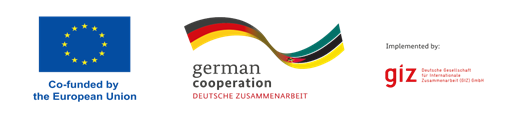 Co-funded by
the European Union
german
cooperation
DEUTSCHE ZUSAMMENARBEIT
Implemented by:
giz
Deutsche Gesellschaft
für Internationale
Zusammenarbeit (GIZ) GmbH